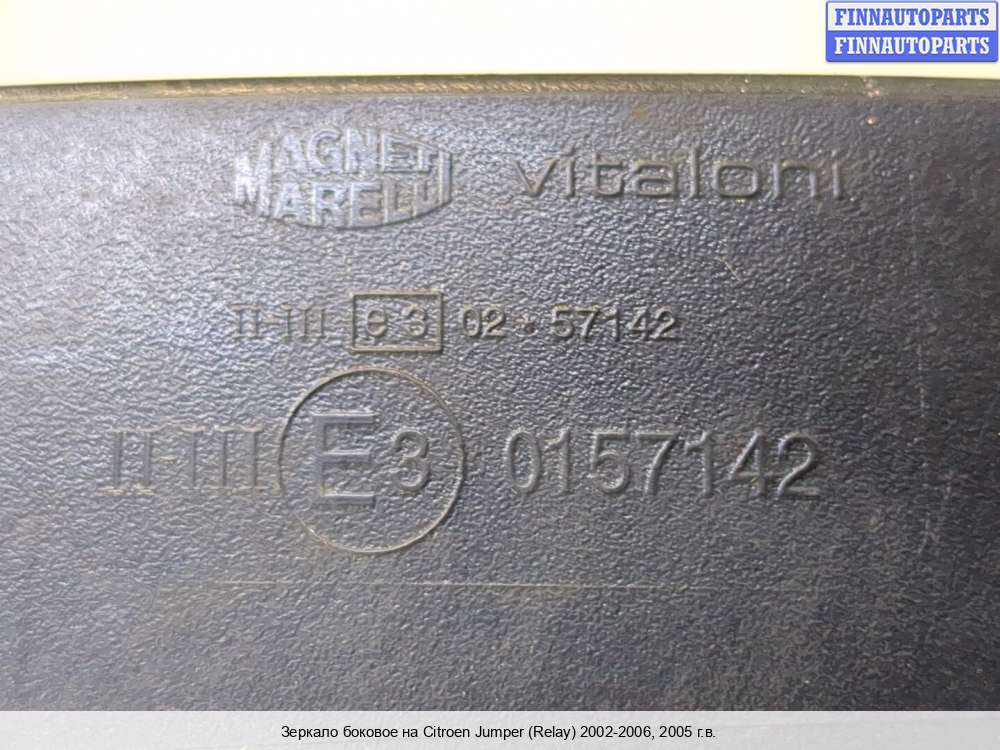 FINNAUTOPARTS
FINNAUTOPARTS
MAGNETI
MARELLI
vitaloni
II-III e3 02 • 57142
II-III E3 0157142
Зеркало боковое на Citroen Jumper (Relay) 2002-2006, 2005 г.в.